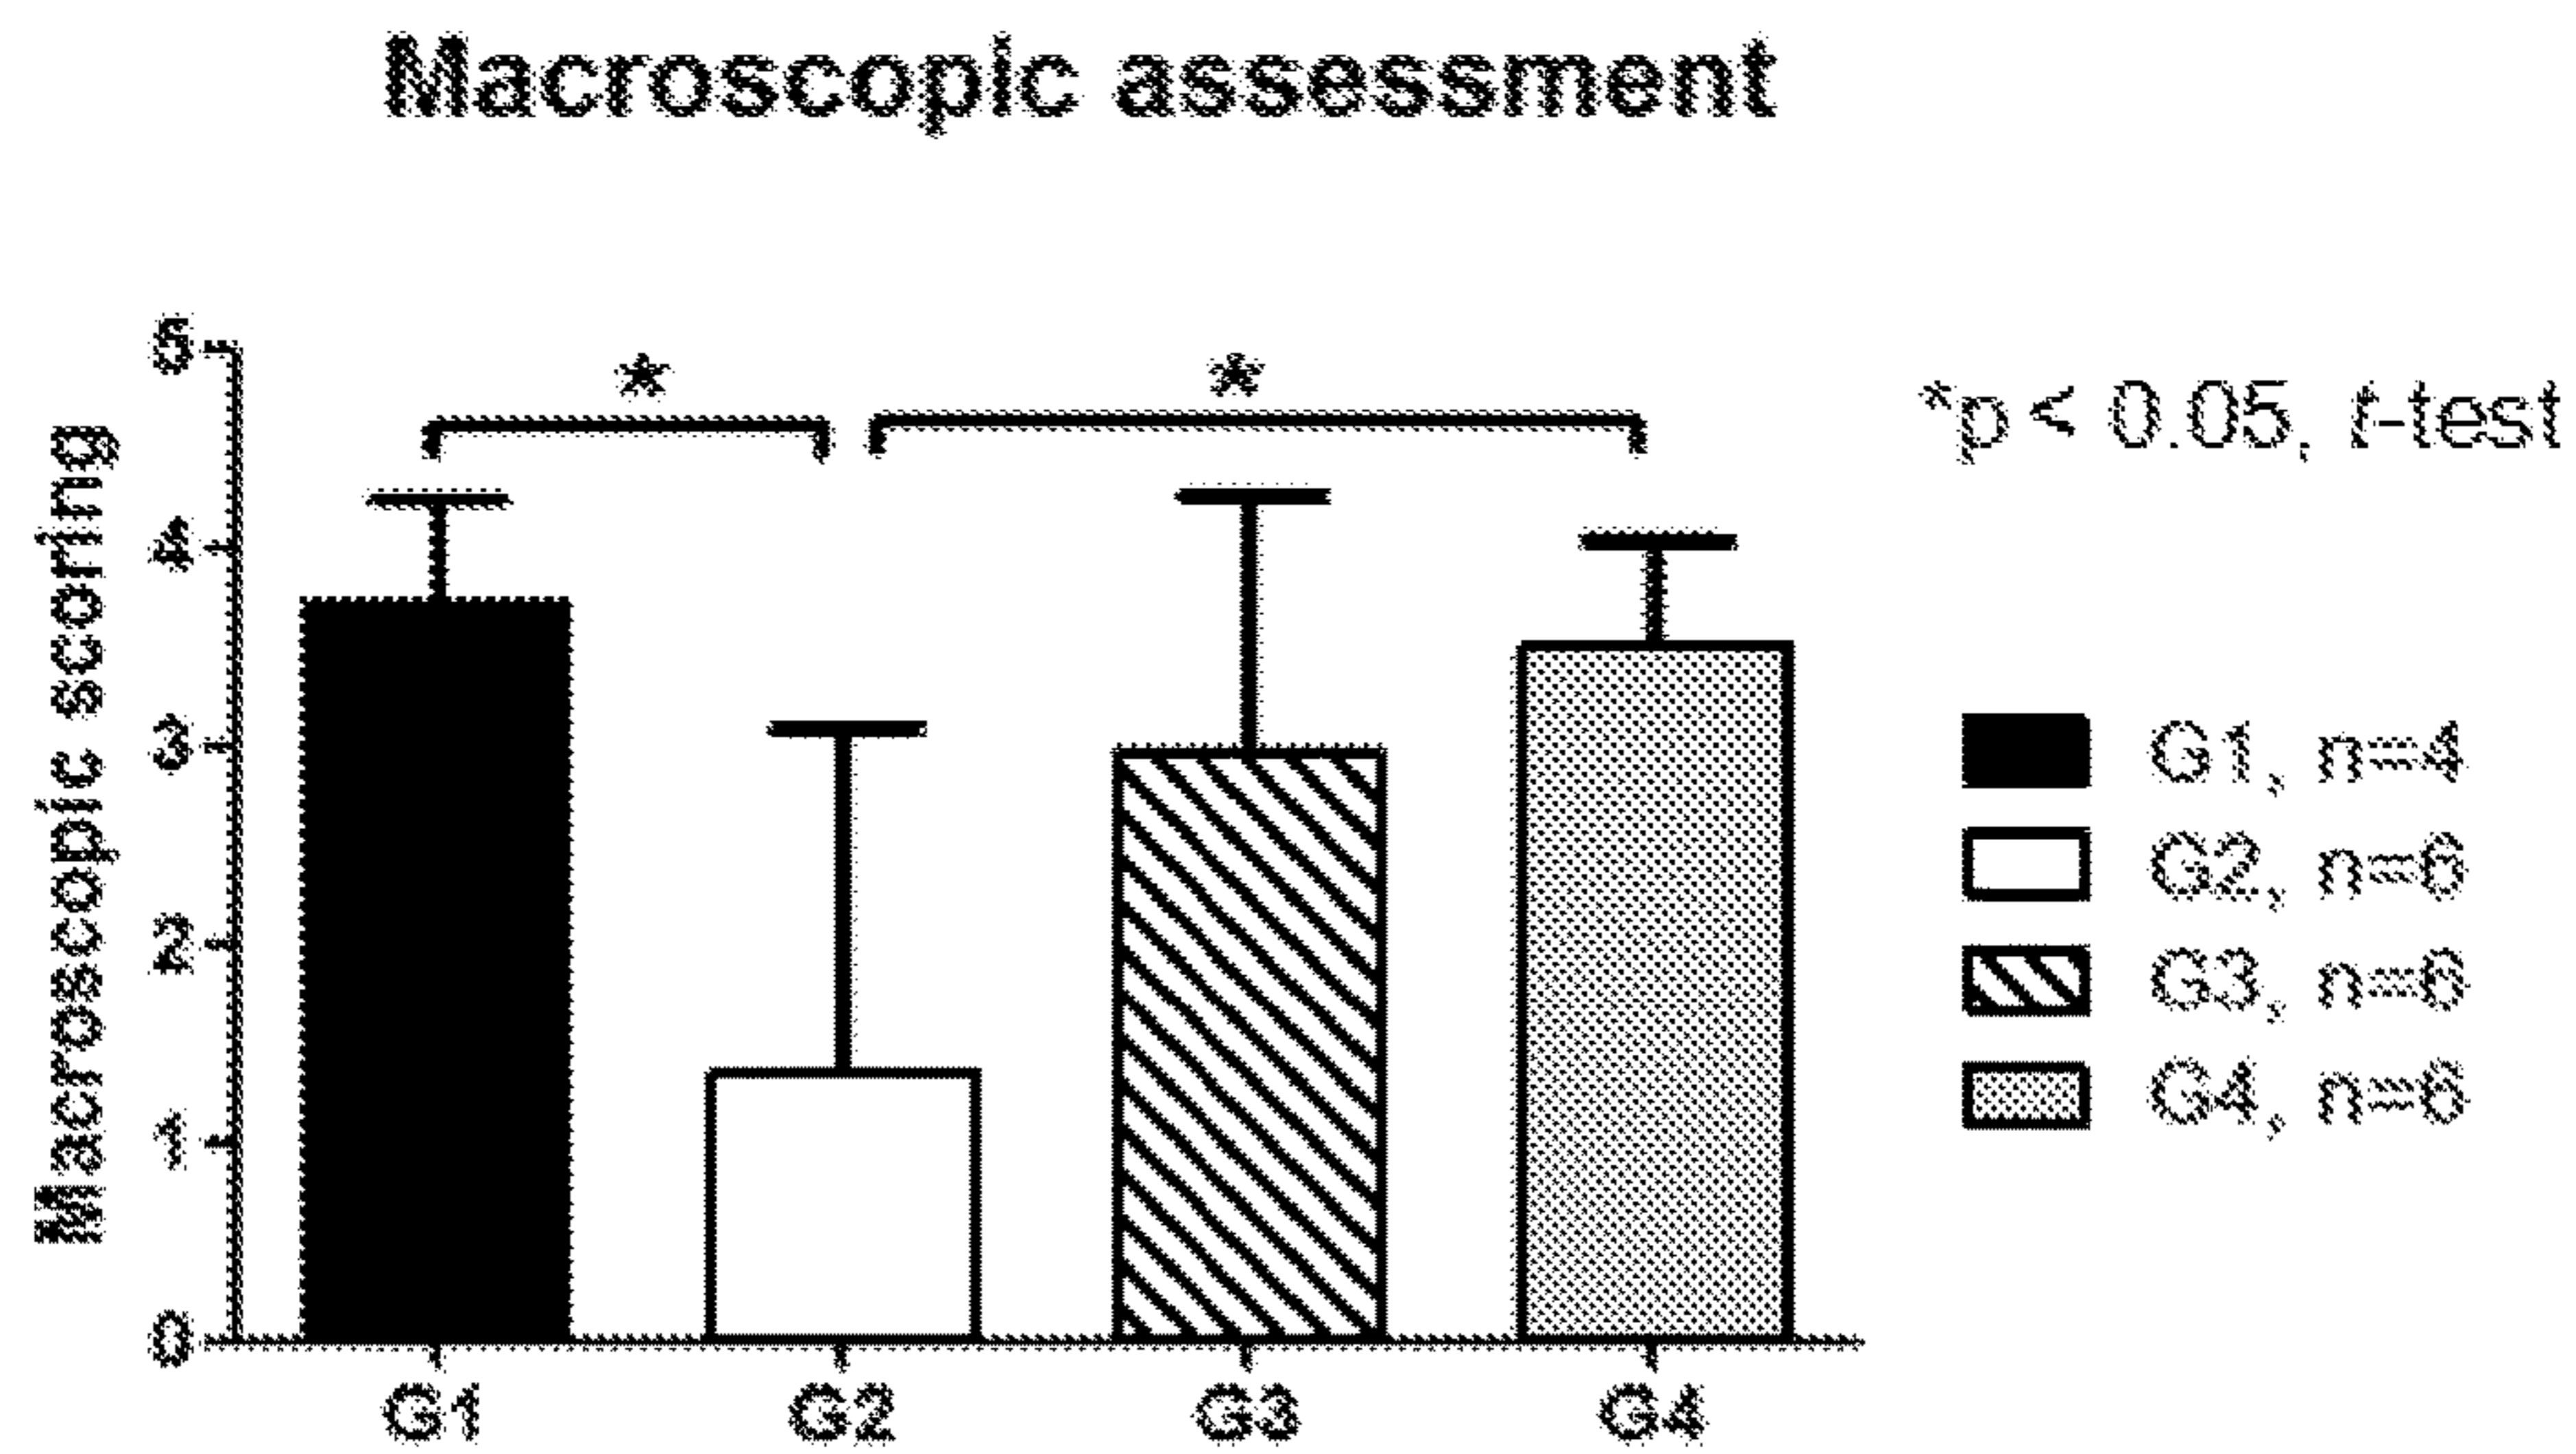 Macroscopic assessment
Macroscopic scoring
5
4
3
2
1
0
*
*
*p < 0.05, t-test
G1, n=4
G2, n=6
G3, n=
G4, n=6
G1
G2
G3
G4